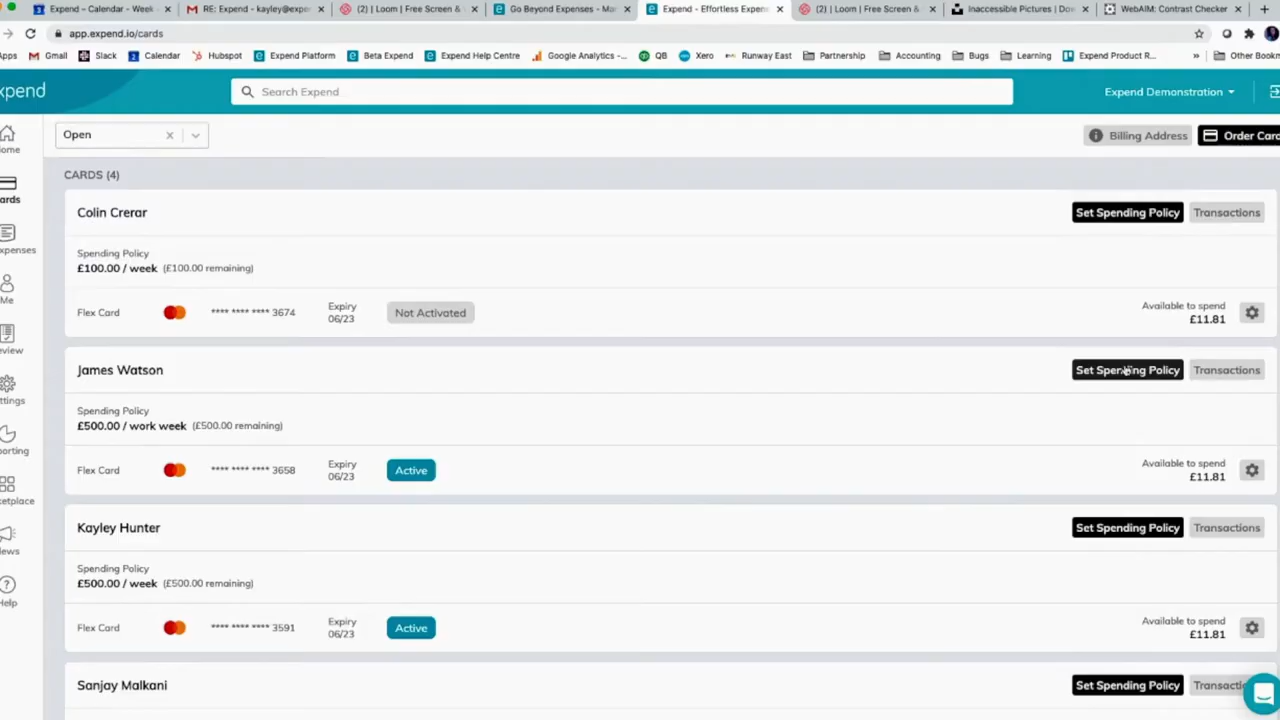 Expend - Calendar - Week
RE: Expend - kayley@expe
(2) | Loom | Free Screen &
Go Beyond Expenses - Ma
Expend - Effortless Expen
(2) | Loom | Free Screen &
Inaccessible Pictures | Do
WebAIM: Contrast Checker
app.expend.io/cards
Apps
Gmail
Slack
Calendar
Hubspot
Expend Platform
Beta Expend
Expend Help Centre
Google Analytics -...
QB
Xero
Runway East
Partnership
Accounting
Bugs
Learning
Expend Product R...
»
Other Bookm
xpend
Search Expend
Expend Demonstration
Open
Billing Address
Order Card
ome
ards
xpenses
Me
eview
ttings
orting
ketplace
ews
Help
CARDS (4)
Colin Crerar
Set Spending Policy
Transactions
Spending Policy
£100.00 / week (£100.00 remaining)
Flex Card
**** **** **** 3674
Expiry
06/23
Not Activated
Available to spend
£11.81
James Watson
Set Spending Policy
Transactions
Spending Policy
£500.00 / work week (£500.00 remaining)
Flex Card
**** **** **** 3658
Expiry
06/23
Active
Available to spend
£11.81
Kayley Hunter
Set Spending Policy
Transactions
Spending Policy
£500.00 / week (£500.00 remaining)
Flex Card
**** **** **** 3591
Expiry
06/23
Active
Available to spend
£11.81
Sanjay Malkani
Set Spending Policy
Transactio